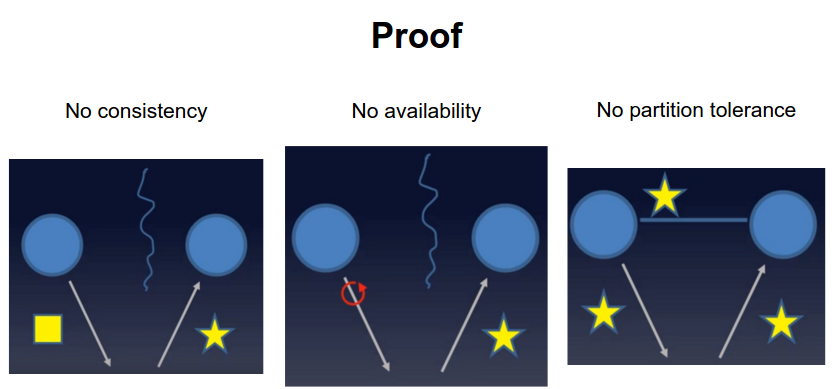 Proof
No consistency
No availability
No partition tolerance